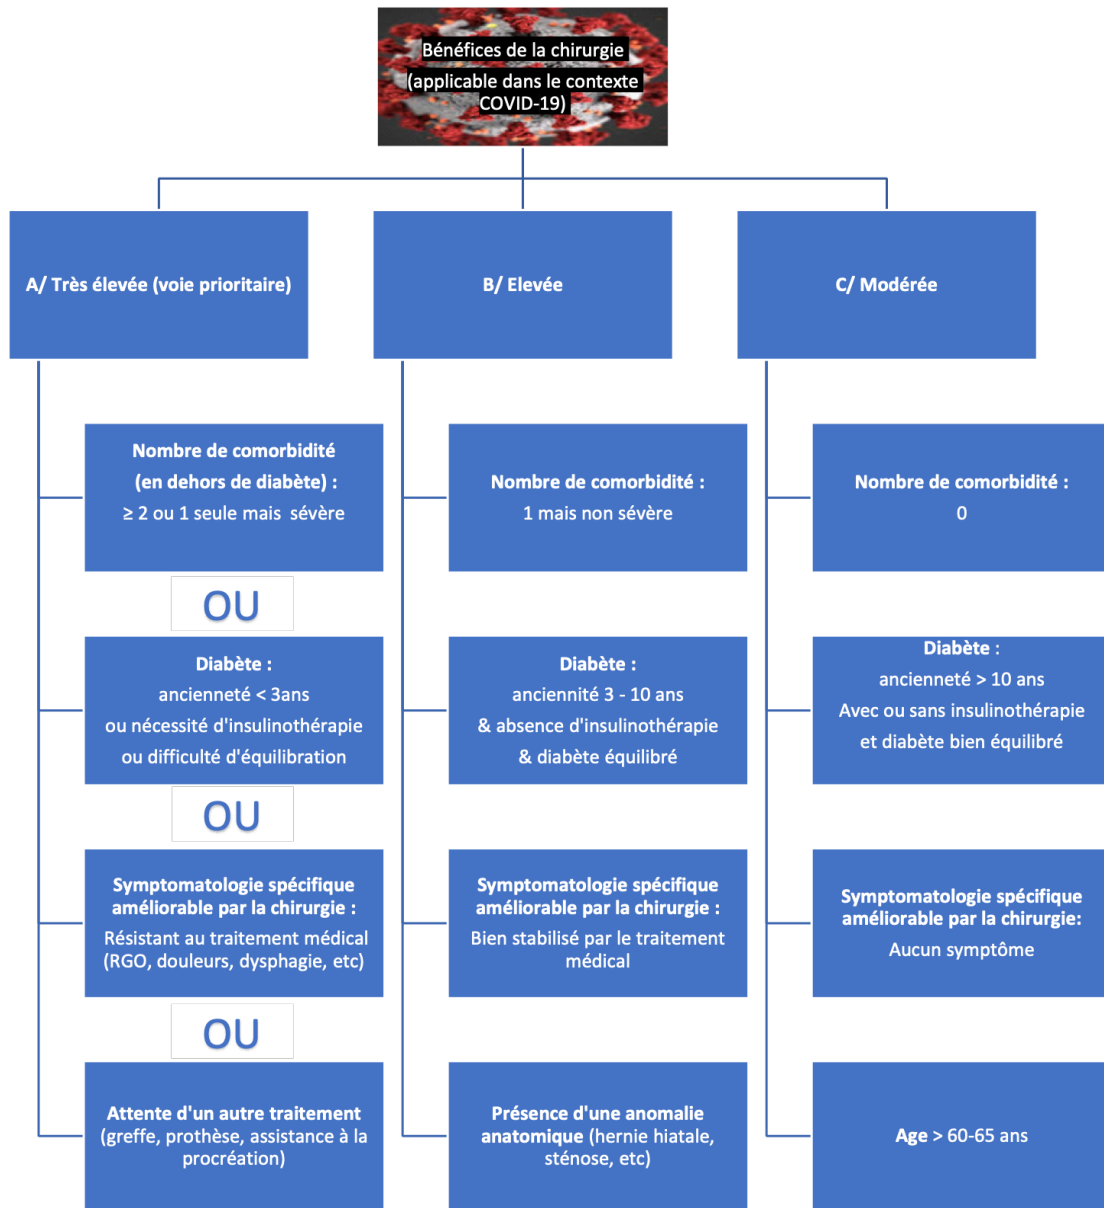 Bénéfices de la chirurgie
(applicable dans le contexte
COVID-19)
A/ Très élevée (voie prioritaire)
B/ Elevée
C/ Modérée
Nombre de comorbidité
(en dehors de diabète) :
≥ 2 ou 1 seule mais sévère
Nombre de comorbidité :
1 mais non sévère
Nombre de comorbidité :
0
OU
Diabète :
ancienneté < 3ans
ou nécessité d'insulinothérapie
ou difficulté d'équilibration
Diabète :
anciennité 3 - 10 ans
& absence d'insulinothérapie
& diabète équilibré
Diabète :
ancienneté > 10 ans
Avec ou sans insulinothérapie
et diabète bien équilibré
OU
Symptomatologie spécifique
améliorable par la chirurgie :
Résistant au traitement médical
(RGO, douleurs, dysphagie, etc)
Symptomatologie spécifique
améliorable par la chirurgie :
Bien stabilisé par le traitement
médical
Symptomatologie spécifique
améliorable par la chirurgie:
Aucun symptôme
OU
Attente d'un autre traitement
(greffe, prothèse, assistance à la
procréation)
Présence d'une anomalie
anatomique (hernie hiatale,
sténose, etc)
Age > 60-65 ans